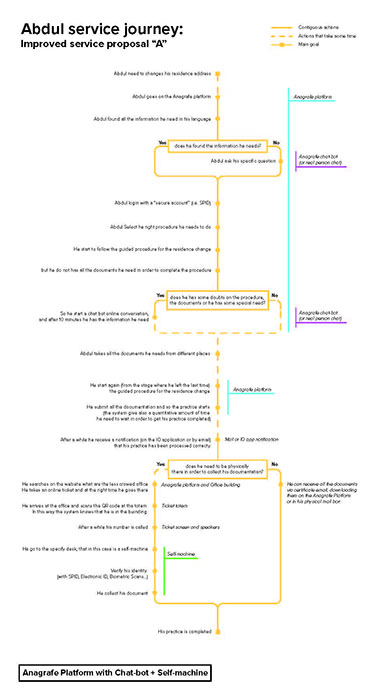 Abdul service journey:
Improved service proposal "A"
Contiguous actions
Actions that take some time
Main goal
Abdul need to changes his residence address
Abdul goes on the Anagrafe platform
Anagrafe platform
Abdul found all the information he need in his language
Yes
does he found the information he needs?
No
Abdul ask his specific question
Anagrafe chat bot
(or real person chat)
Abdul login with a "secure account" (i.e. SPID)
Abdul Select he right procedure he needs to do
He start to follow the guided procedure for the residence change
but he do not has all the documents he need in order to complete the procedure
Yes
does he has some doubts on the procedure,
the documents or he has some special need?
No
So he start a chat bot online conversation,
and after 10 minutes he has the information he need
Anagrafe chat bot
(or real person chat)
Abdul takes all the documents he needs from different places
He start again (from the stage where he left the last time)
the guided procedure for the residence change
Anagrafe platform
He submit all the documentation and so the practice starts
(the system give also a quantitative amount of time
he need to wait in order to get his practice completed)
After a while he receive a notification (on the IO application or by email)
that his practice has been processed correctly.
Mail or IO app notification
Yes
does he need to be physically
there in order to collect his documentation?
No
He searches on the website what are the less crowed office
He takes an online ticket and at the right time he goes there
Anagrafe platform and Office building
He can receive all the documents
via certificate email, downloading
them on the Anagrafe Platform
or in his physical mail box
He arrives at the office and scans the QR code at the totem
In this way the system knows that he is in the building
Ticket totem
After a while his number is called
Ticket screen and speakers
He go to the specify desk, that in this case is a self-machine
Self machine
Verify his identity
(with SPID, Electronic ID, Biometric Scans...)
He collect his document
His practice is completed
Anagrafe Platform with Chat-bot + Self-machine